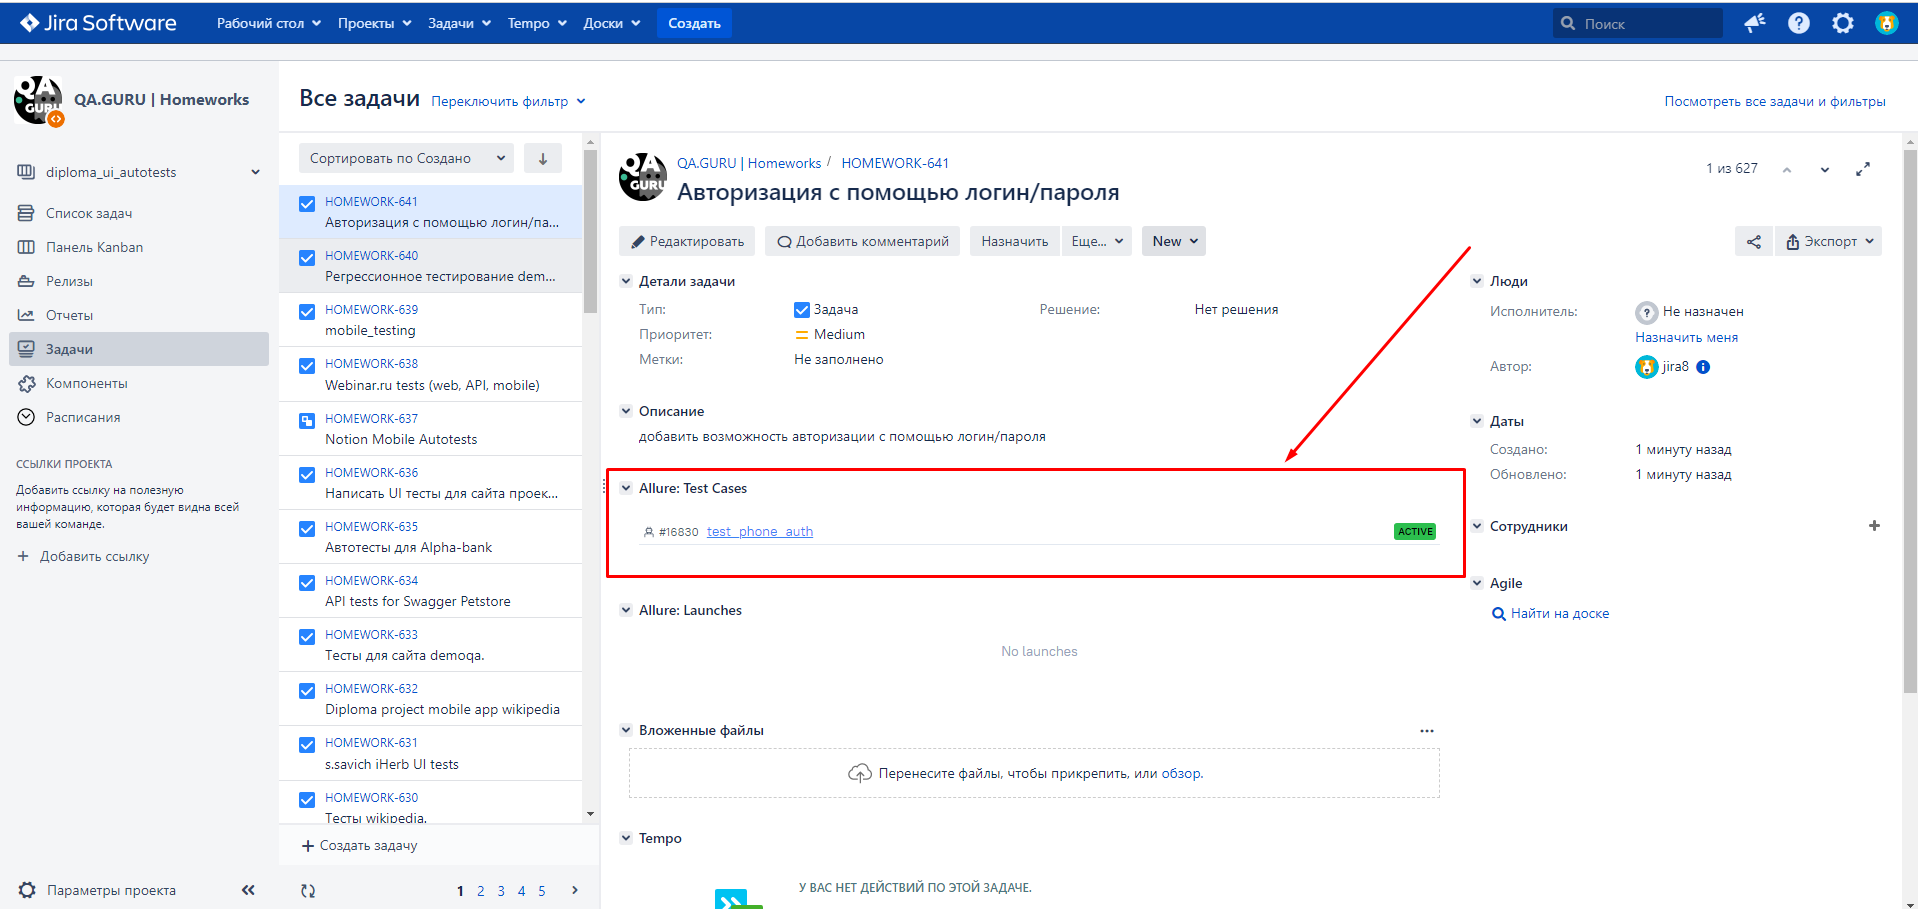 Jira Software Рабочий стол Проекты Задачи Tempo Доски Создать Поиск
QA.GURU | Homeworks
diploma_ui_autotests
Список задач
Панель Kanban
Релизы
Отчеты
Задачи
Компоненты
Расписания
ССЫЛКИ ПРОЕКТА
Добавить ссылку на полезную
информацию, которая будет видна всей
вашей команде.
+ Добавить ссылку
Параметры проекта
Все задачи Переключить фильтр
Посмотреть все задачи и фильтры
Сортировать по Создано
HOMEWORK-641
Авторизация с помощью логин/па...
HOMEWORK-640
Регрессионное тестирование dem...
HOMEWORK-639
mobile_testing
HOMEWORK-638
Webinar.ru tests (web, API, mobile)
HOMEWORK-637
Notion Mobile Autotests
HOMEWORK-636
Написать UI тесты для сайта проек...
HOMEWORK-635
Автотесты для Alpha-bank
HOMEWORK-634
API tests for Swagger Petstore
HOMEWORK-633
Тесты для сайта demoqa.
HOMEWORK-632
Diploma project mobile app wikipedia
HOMEWORK-631
s.savich iHerb UI tests
HOMEWORK-630
Тесты wikipedia.
+ Создать задачу
1 2 3 4 5
QA GURU
QA.GURU | Homeworks / HOMEWORK-641
Авторизация с помощью логин/пароля
1 из 627
Редактировать Добавить комментарий Назначить Еще... New Экспорт
Детали задачи
Тип: Задача Решение: Нет решения
Приоритет: Medium
Метки: Не заполнено
Описание
добавить возможность авторизации с помощью логин/пароля
Allure: Test Cases
#16830 test_phone_auth ACTIVE
Allure: Launches
No launches
Вложенные файлы
Перенесите файлы, чтобы прикрепить, или обзор.
Tempo
У ВАС НЕТ ДЕЙСТВИЙ ПО ЭТОЙ ЗАДАЧЕ.
Люди
Исполнитель: Не назначен
Назначить меня
Автор: jira8
Даты
Создано: 1 минуту назад
Обновлено: 1 минуту назад
Сотрудники
Agile
Найти на доске